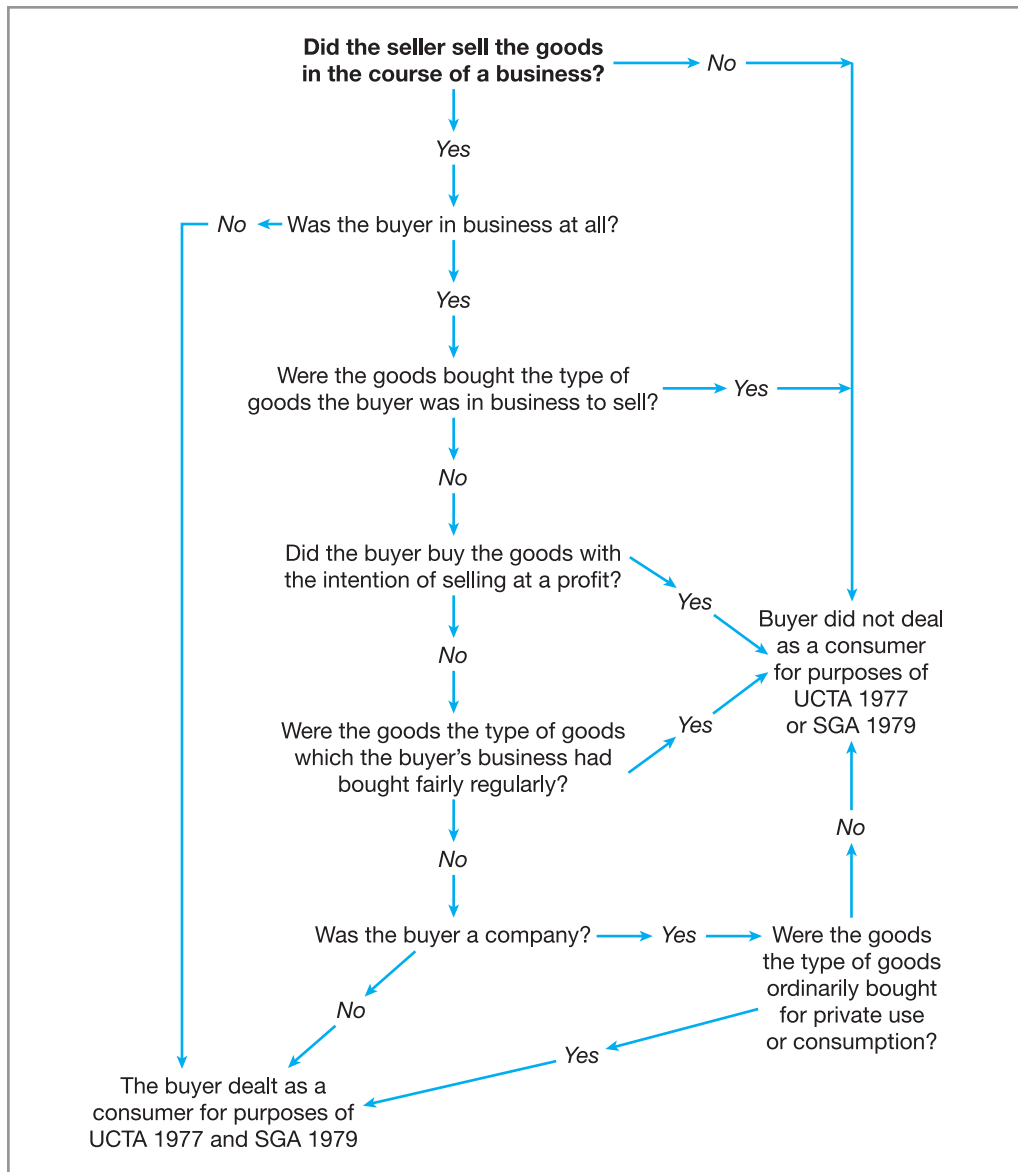 Did the seller sell the goods
in the course of a business?
No
Yes
No
Was the buyer in business at all?
Yes
Were the goods bought the type of
goods the buyer was in business to sell?
Yes
No
Did the buyer buy the goods with
the intention of selling at a profit?
Yes
No
Buyer did not deal
as a consumer
for purposes of
UCTA 1977
or SGA 1979
Were the goods the type of goods
which the buyer's business had
bought fairly regularly?
Yes
No
No
Was the buyer a company?
Yes
Were the goods
the type of goods
ordinarily bought
for private use
or consumption?
No
Yes
The buyer dealt as a
consumer for purposes of
UCTA 1977 and SGA 1979